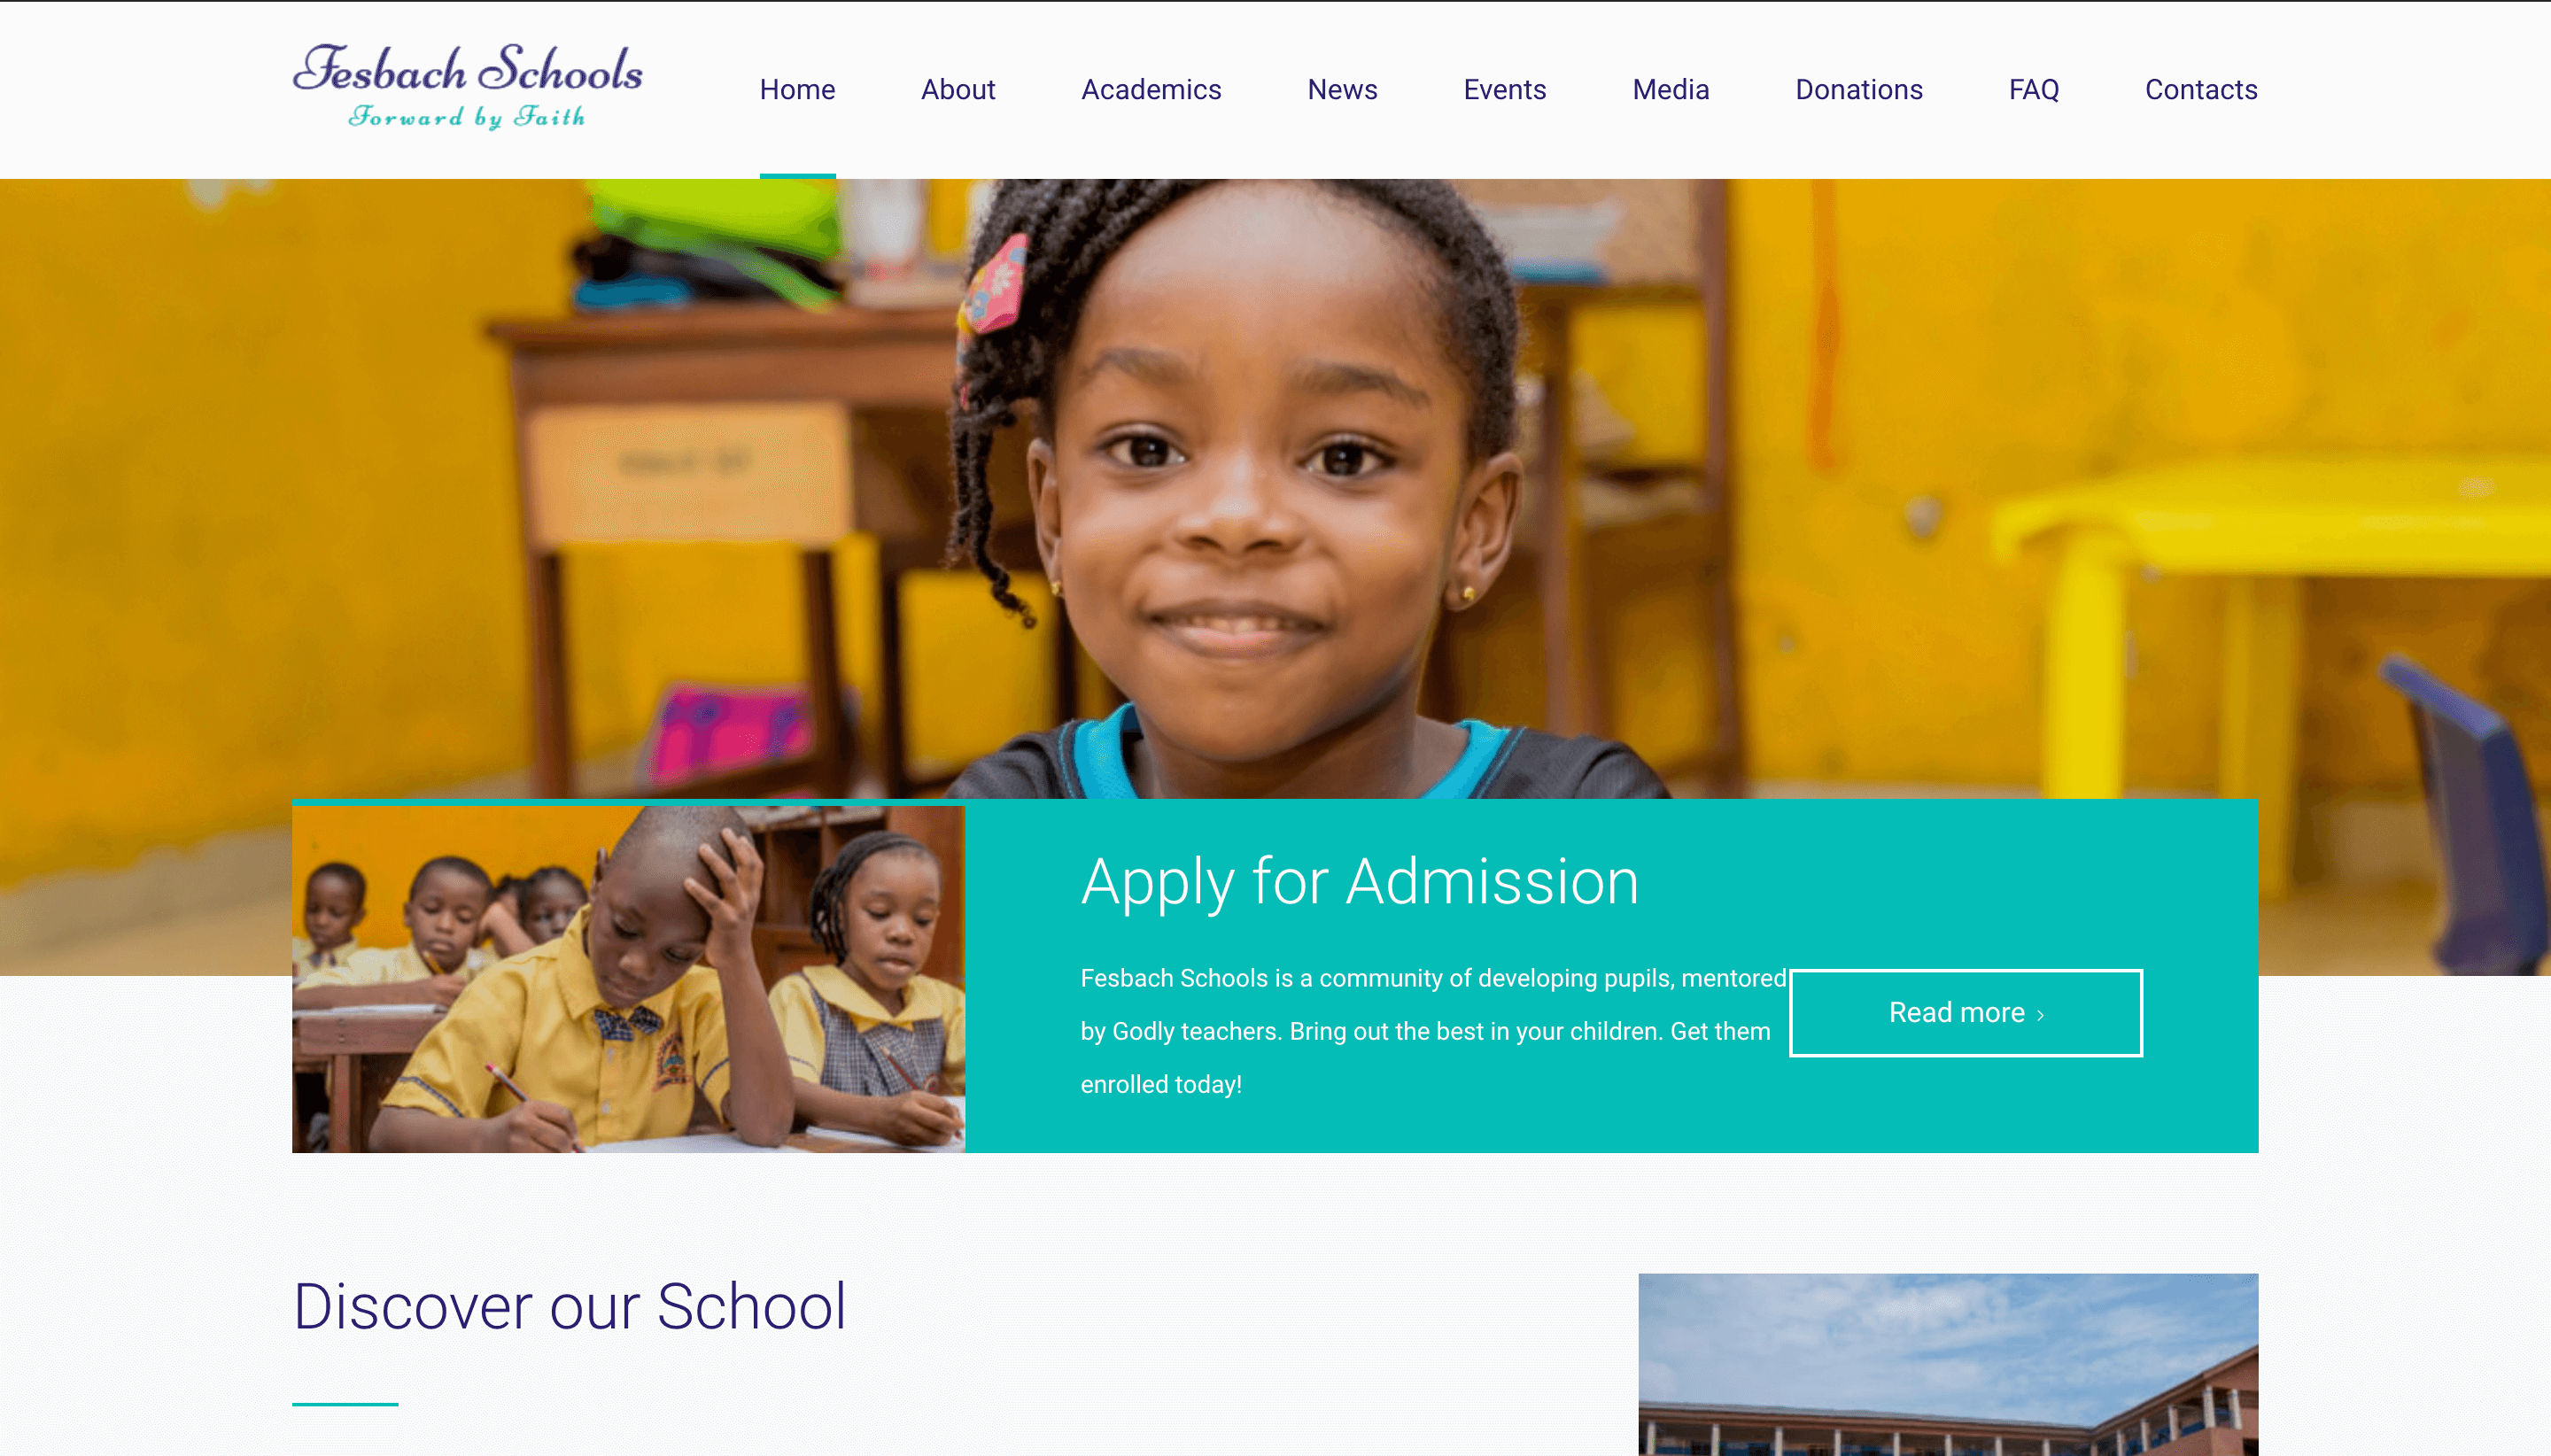 Fesbach Schools
Forward by Faith
Home
About
Academics
News
Events
Media
Donations
FAQ
Contacts
Apply for Admission
Fesbach Schools is a community of developing pupils, mentored
by Godly teachers. Bring out the best in your children. Get them
enrolled today!
Read more ›
Discover our School